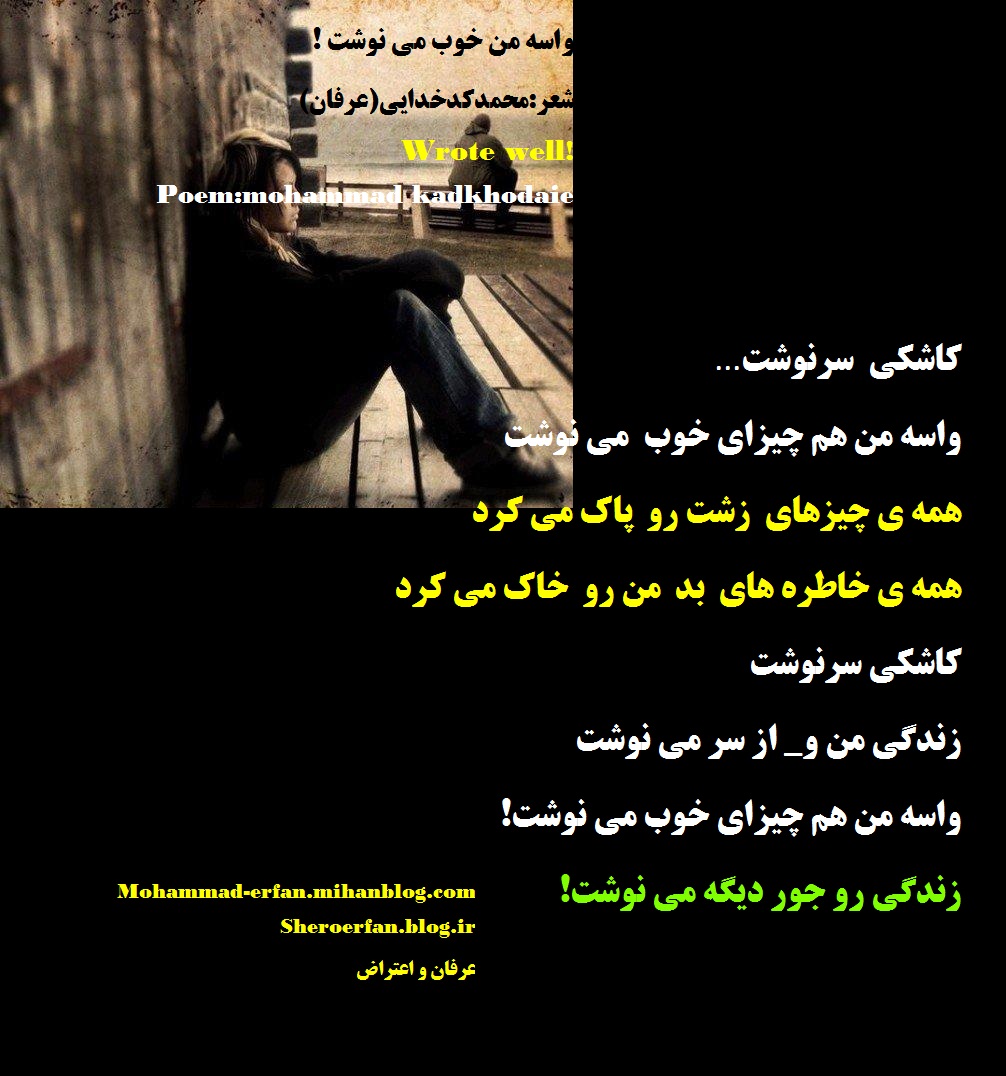 واسه من خوب می نوشت !
شعر:محمدکدخدایی(عرفان)
Wrote well!
Poem:mohammad kadkhodaie
کاشکی سرنوشت...
واسه من هم چیزای خوب می نوشت
همه ی چیزهای زشت رو پاک می کرد
همه ی خاطره های بد من رو خاک می کرد
کاشکی سرنوشت
زندگی من و_ از سر می نوشت
واسه من هم چیزای خوب می نوشت!
زندگی رو جور دیگه می نوشت!
Mohammad-erfan.mihanblog.com
Sheroerfan.blog.ir
عرفان و اعتراض